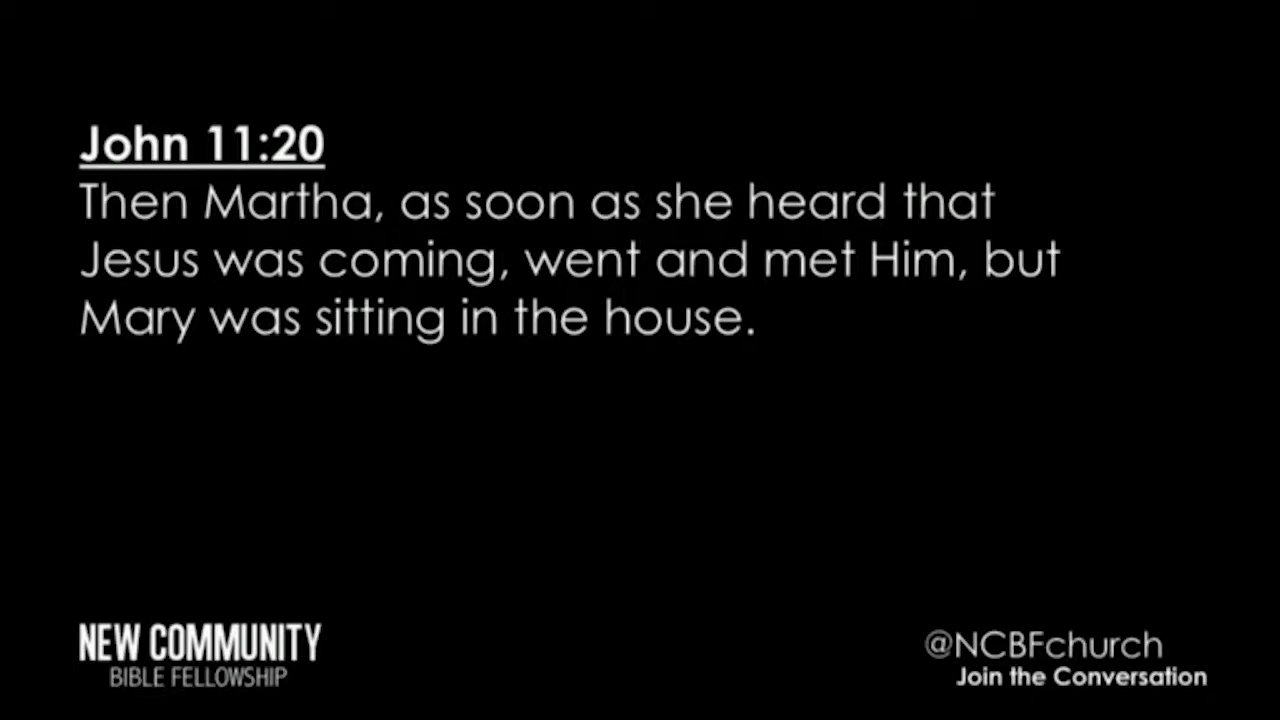 John 11:20
Then Martha, as soon as she heard that
Jesus was coming, went and met Him, but
Mary was sitting in the house.
NEW COMMUNITY
BIBLE FELLOWSHIP
@NCBFchurch
Join the Conversation